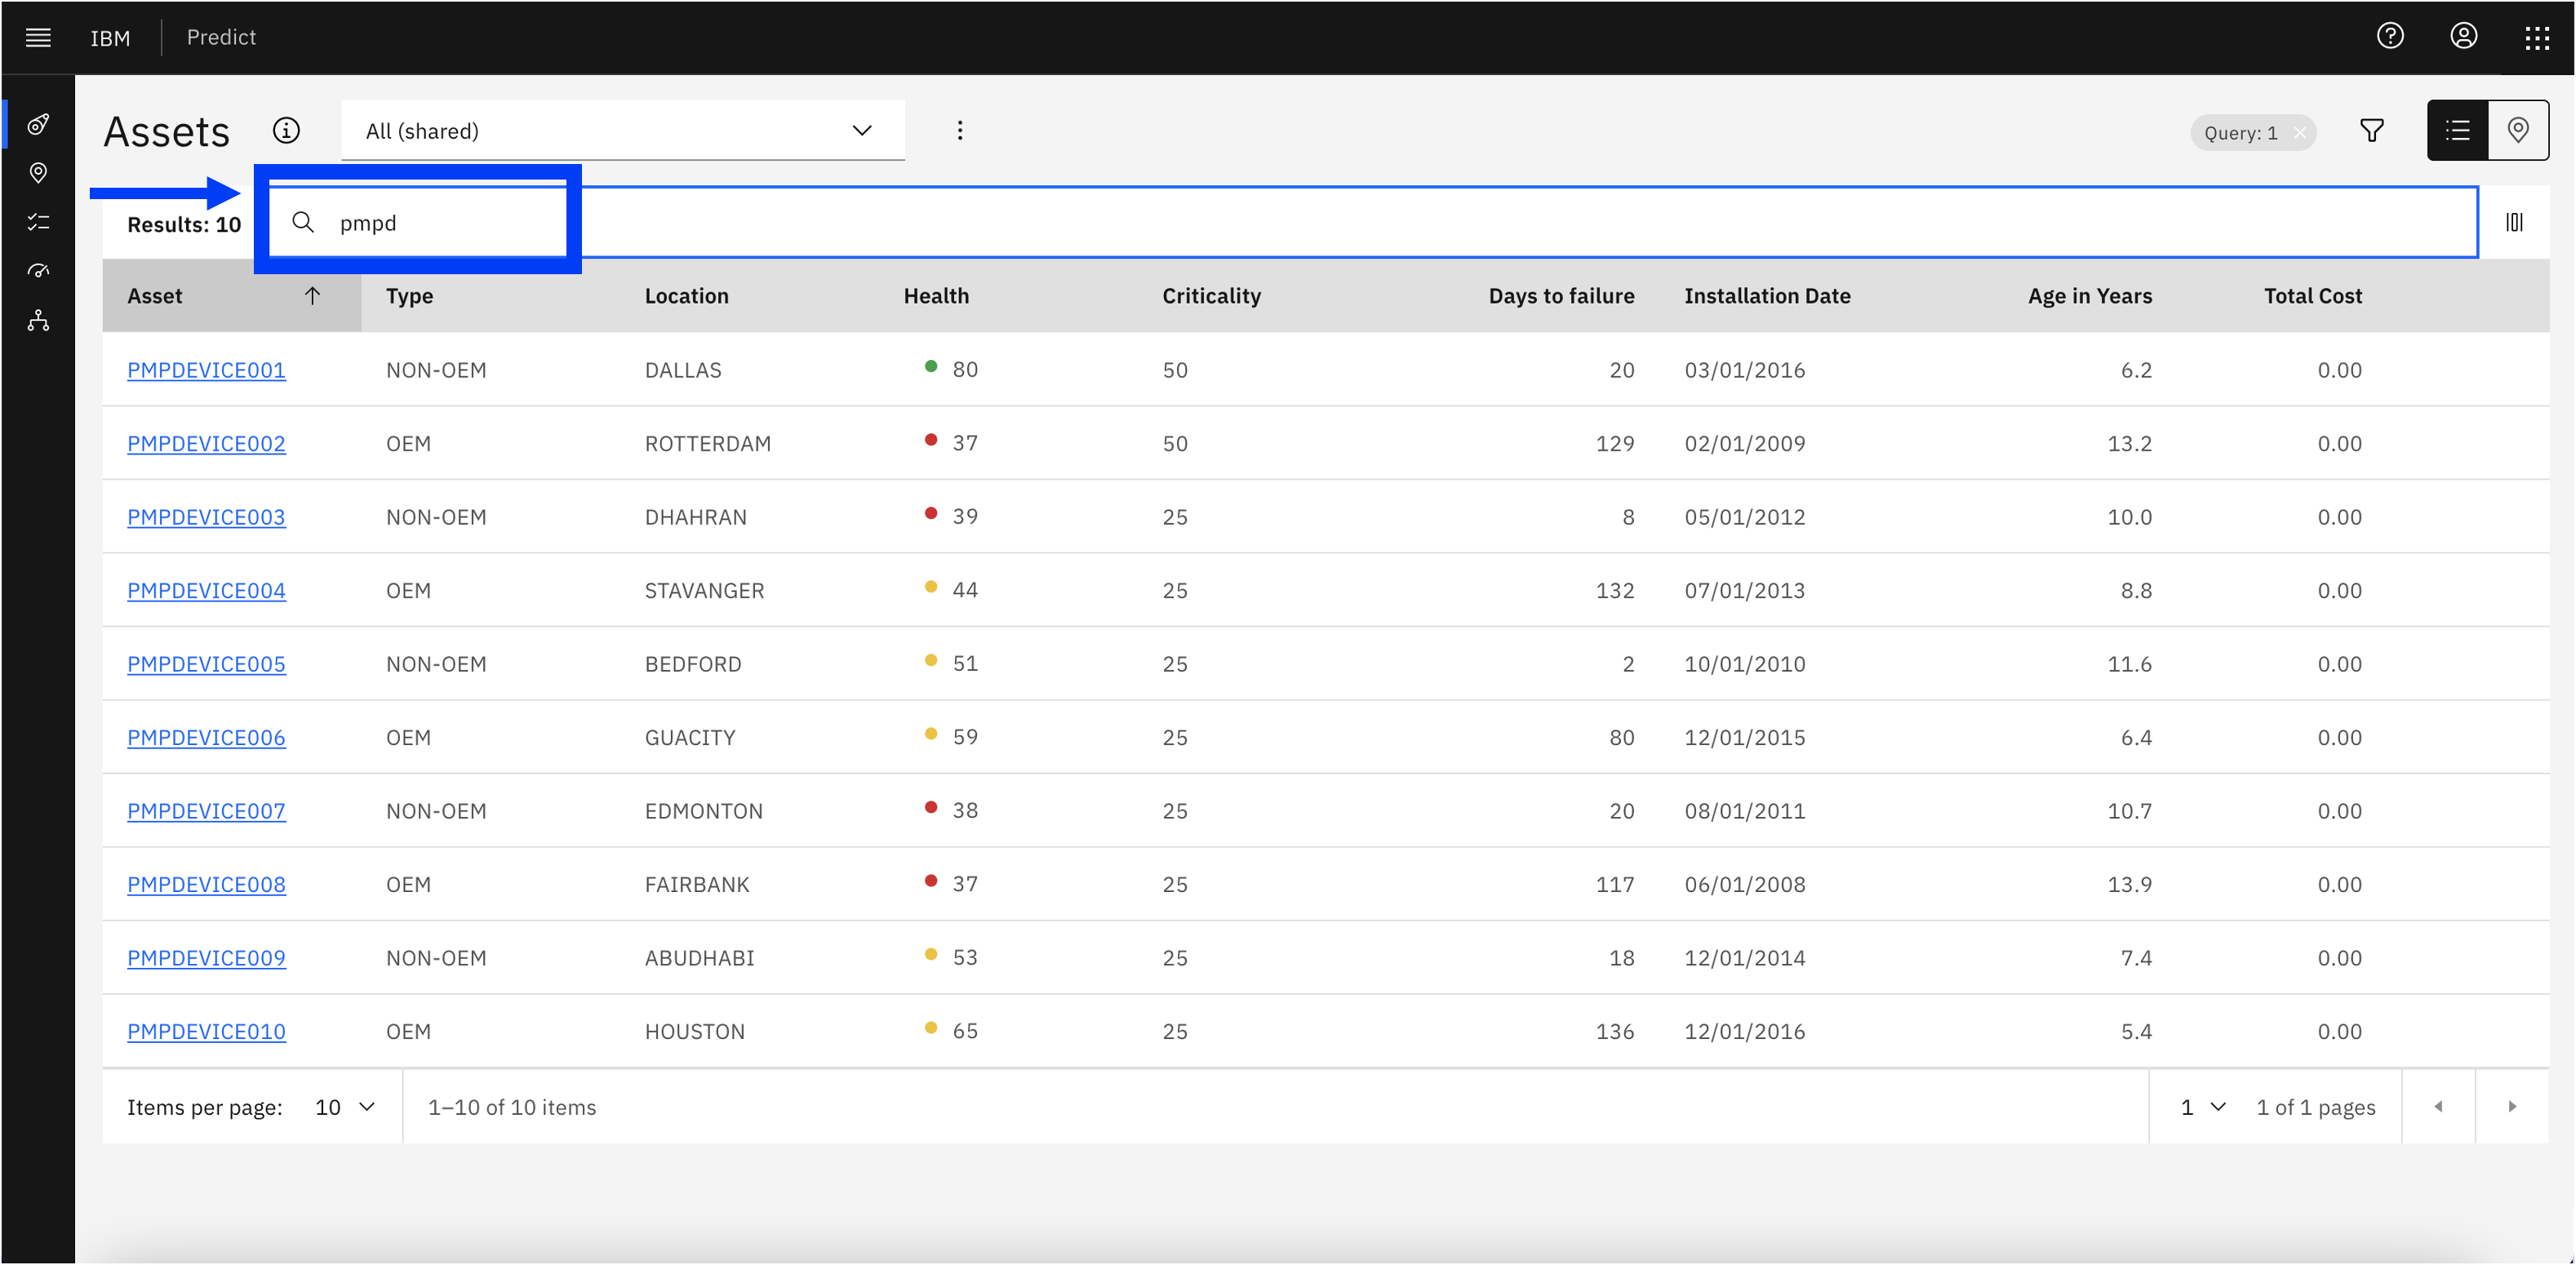 IBM Predict
Assets All (shared) Query: 1
Results: 10 pmpd
Asset Type Location Health Criticality Days to failure Installation Date Age in Years Total Cost
PMPDEVICE001 NON-OEM DALLAS 80 50 20 03/01/2016 6.2 0.00
PMPDEVICE002 OEM ROTTERDAM 37 50 129 02/01/2009 13.2 0.00
PMPDEVICE003 NON-OEM DHAHRAN 39 25 8 05/01/2012 10.0 0.00
PMPDEVICE004 OEM STAVANGER 44 25 132 07/01/2013 8.8 0.00
PMPDEVICE005 NON-OEM BEDFORD 51 25 2 10/01/2010 11.6 0.00
PMPDEVICE006 OEM GUACITY 59 25 80 12/01/2015 6.4 0.00
PMPDEVICE007 NON-OEM EDMONTON 38 25 20 08/01/2011 10.7 0.00
PMPDEVICE008 OEM FAIRBANK 37 25 117 06/01/2008 13.9 0.00
PMPDEVICE009 NON-OEM ABUDHABI 53 25 18 12/01/2014 7.4 0.00
PMPDEVICE010 OEM HOUSTON 65 25 136 12/01/2016 5.4 0.00
Items per page: 10 1–10 of 10 items 1 1 of 1 pages